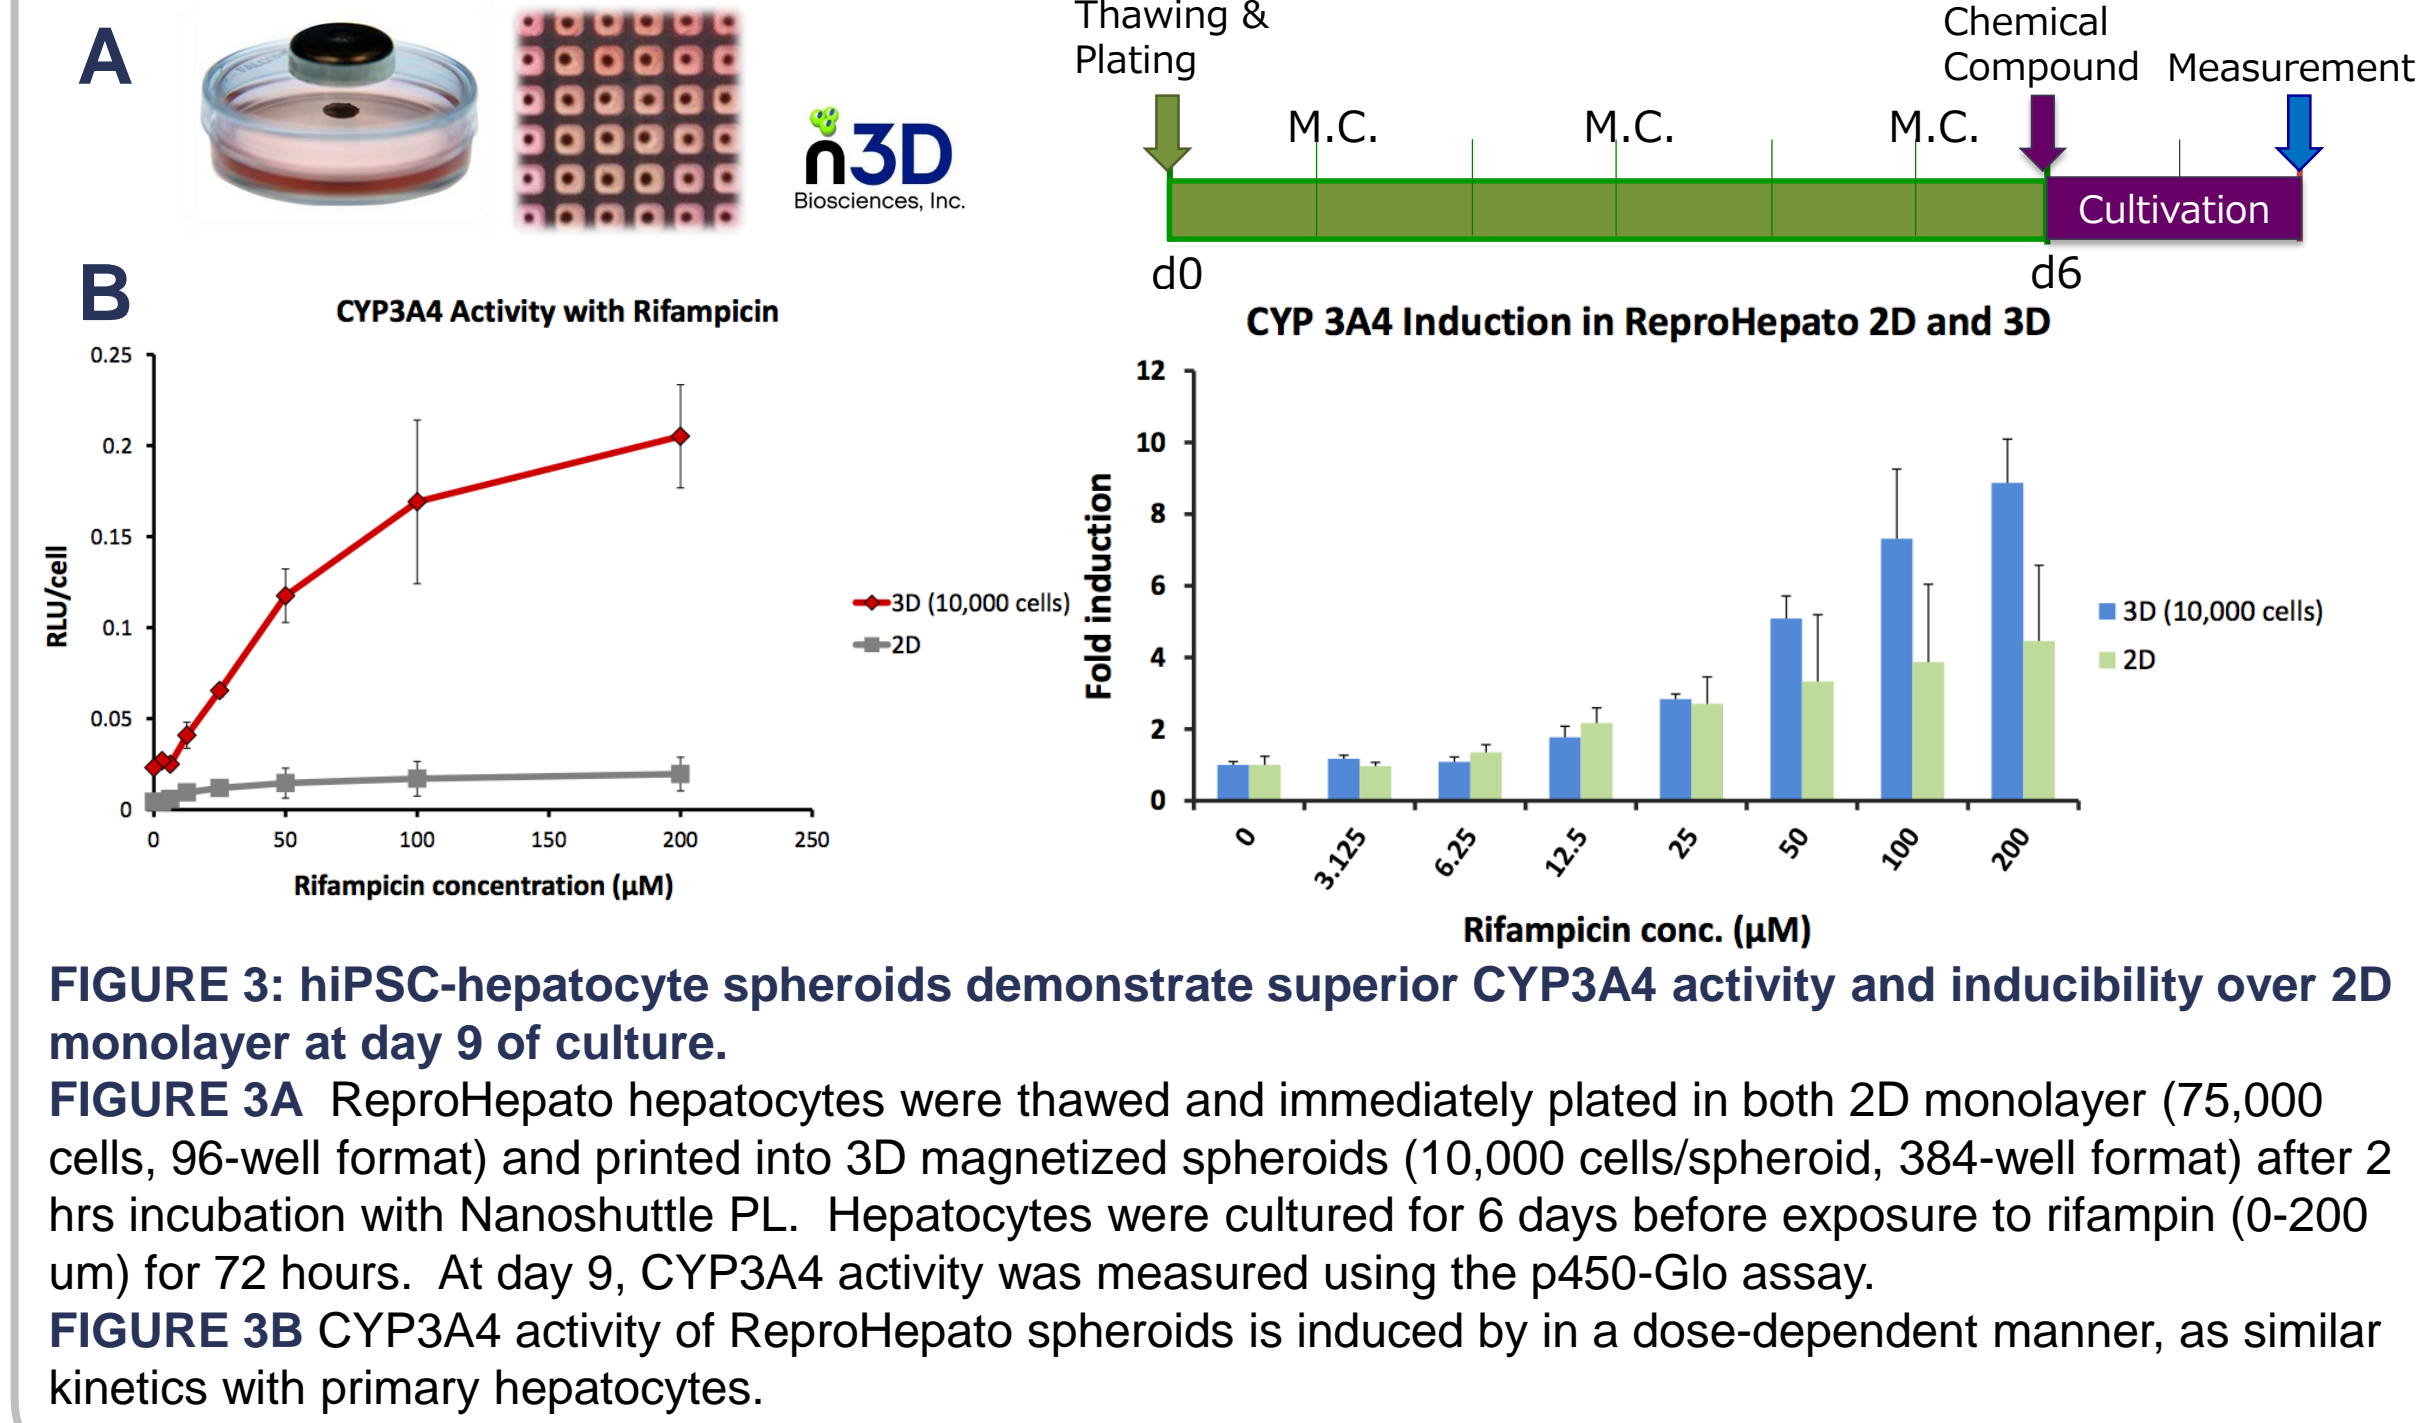 A
n3D
Biosciences, Inc.
Thawing &
Plating
M.C.
M.C.
M.C.
Chemical
Compound
Measurement
Cultivation
d0
d6
B
CYP3A4 Activity with Rifampicin
0.25
0.2
0.15
0.1
0.05
0
RLU/cell
0
50
100
150
200
250
Rifampicin concentration (µM)
3D (10,000 cells)
2D
CYP 3A4 Induction in ReproHepato 2D and 3D
12
10
8
6
4
2
0
Fold induction
0
3.125
6.25
12.5
25
50
100
200
Rifampicin conc. (µM)
3D (10,000 cells)
2D
FIGURE 3: hiPSC-hepatocyte spheroids demonstrate superior CYP3A4 activity and inducibility over 2D
monolayer at day 9 of culture.
FIGURE 3A ReproHepato hepatocytes were thawed and immediately plated in both 2D monolayer (75,000
cells, 96-well format) and printed into 3D magnetized spheroids (10,000 cells/spheroid, 384-well format) after 2
hrs incubation with Nanoshuttle PL. Hepatocytes were cultured for 6 days before exposure to rifampin (0-200
um) for 72 hours. At day 9, CYP3A4 activity was measured using the p450-Glo assay.
FIGURE 3B CYP3A4 activity of ReproHepato spheroids is induced by in a dose-dependent manner, as similar
kinetics with primary hepatocytes.